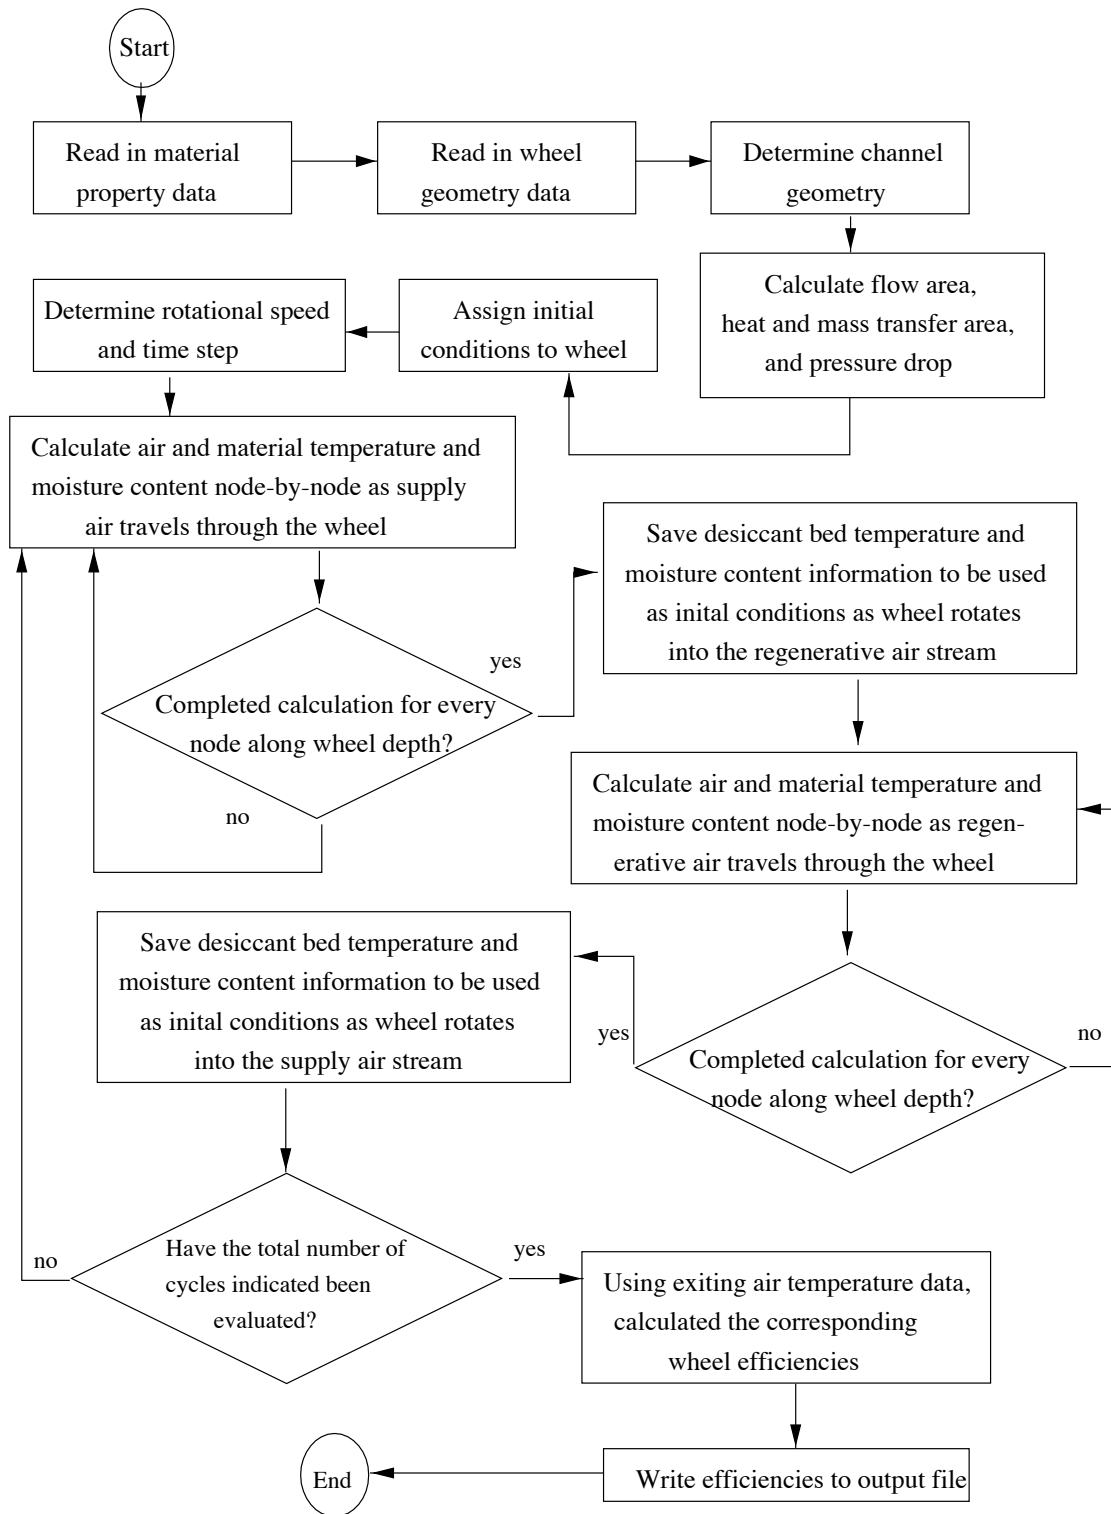 Start
Read in material
property data
Read in wheel
geometry data
Determine channel
geometry
Calculate flow area,
heat and mass transfer area,
and pressure drop
Assign initial
conditions to wheel
Determine rotational speed
and time step
Calculate air and material temperature and
moisture content node-by-node as supply
air travels through the wheel
Completed calculation for every
node along wheel depth?
yes
no
Save desiccant bed temperature and
moisture content information to be used
as inital conditions as wheel rotates
into the regenerative air stream
Calculate air and material temperature and
moisture content node-by-node as regen-
erative air travels through the wheel
Completed calculation for every
node along wheel depth?
yes
no
Save desiccant bed temperature and
moisture content information to be used
as inital conditions as wheel rotates
into the supply air stream
Have the total number of
cycles indicated been
evaluated?
no
yes
Using exiting air temperature data,
calculated the corresponding
wheel efficiencies
Write efficiencies to output file
End